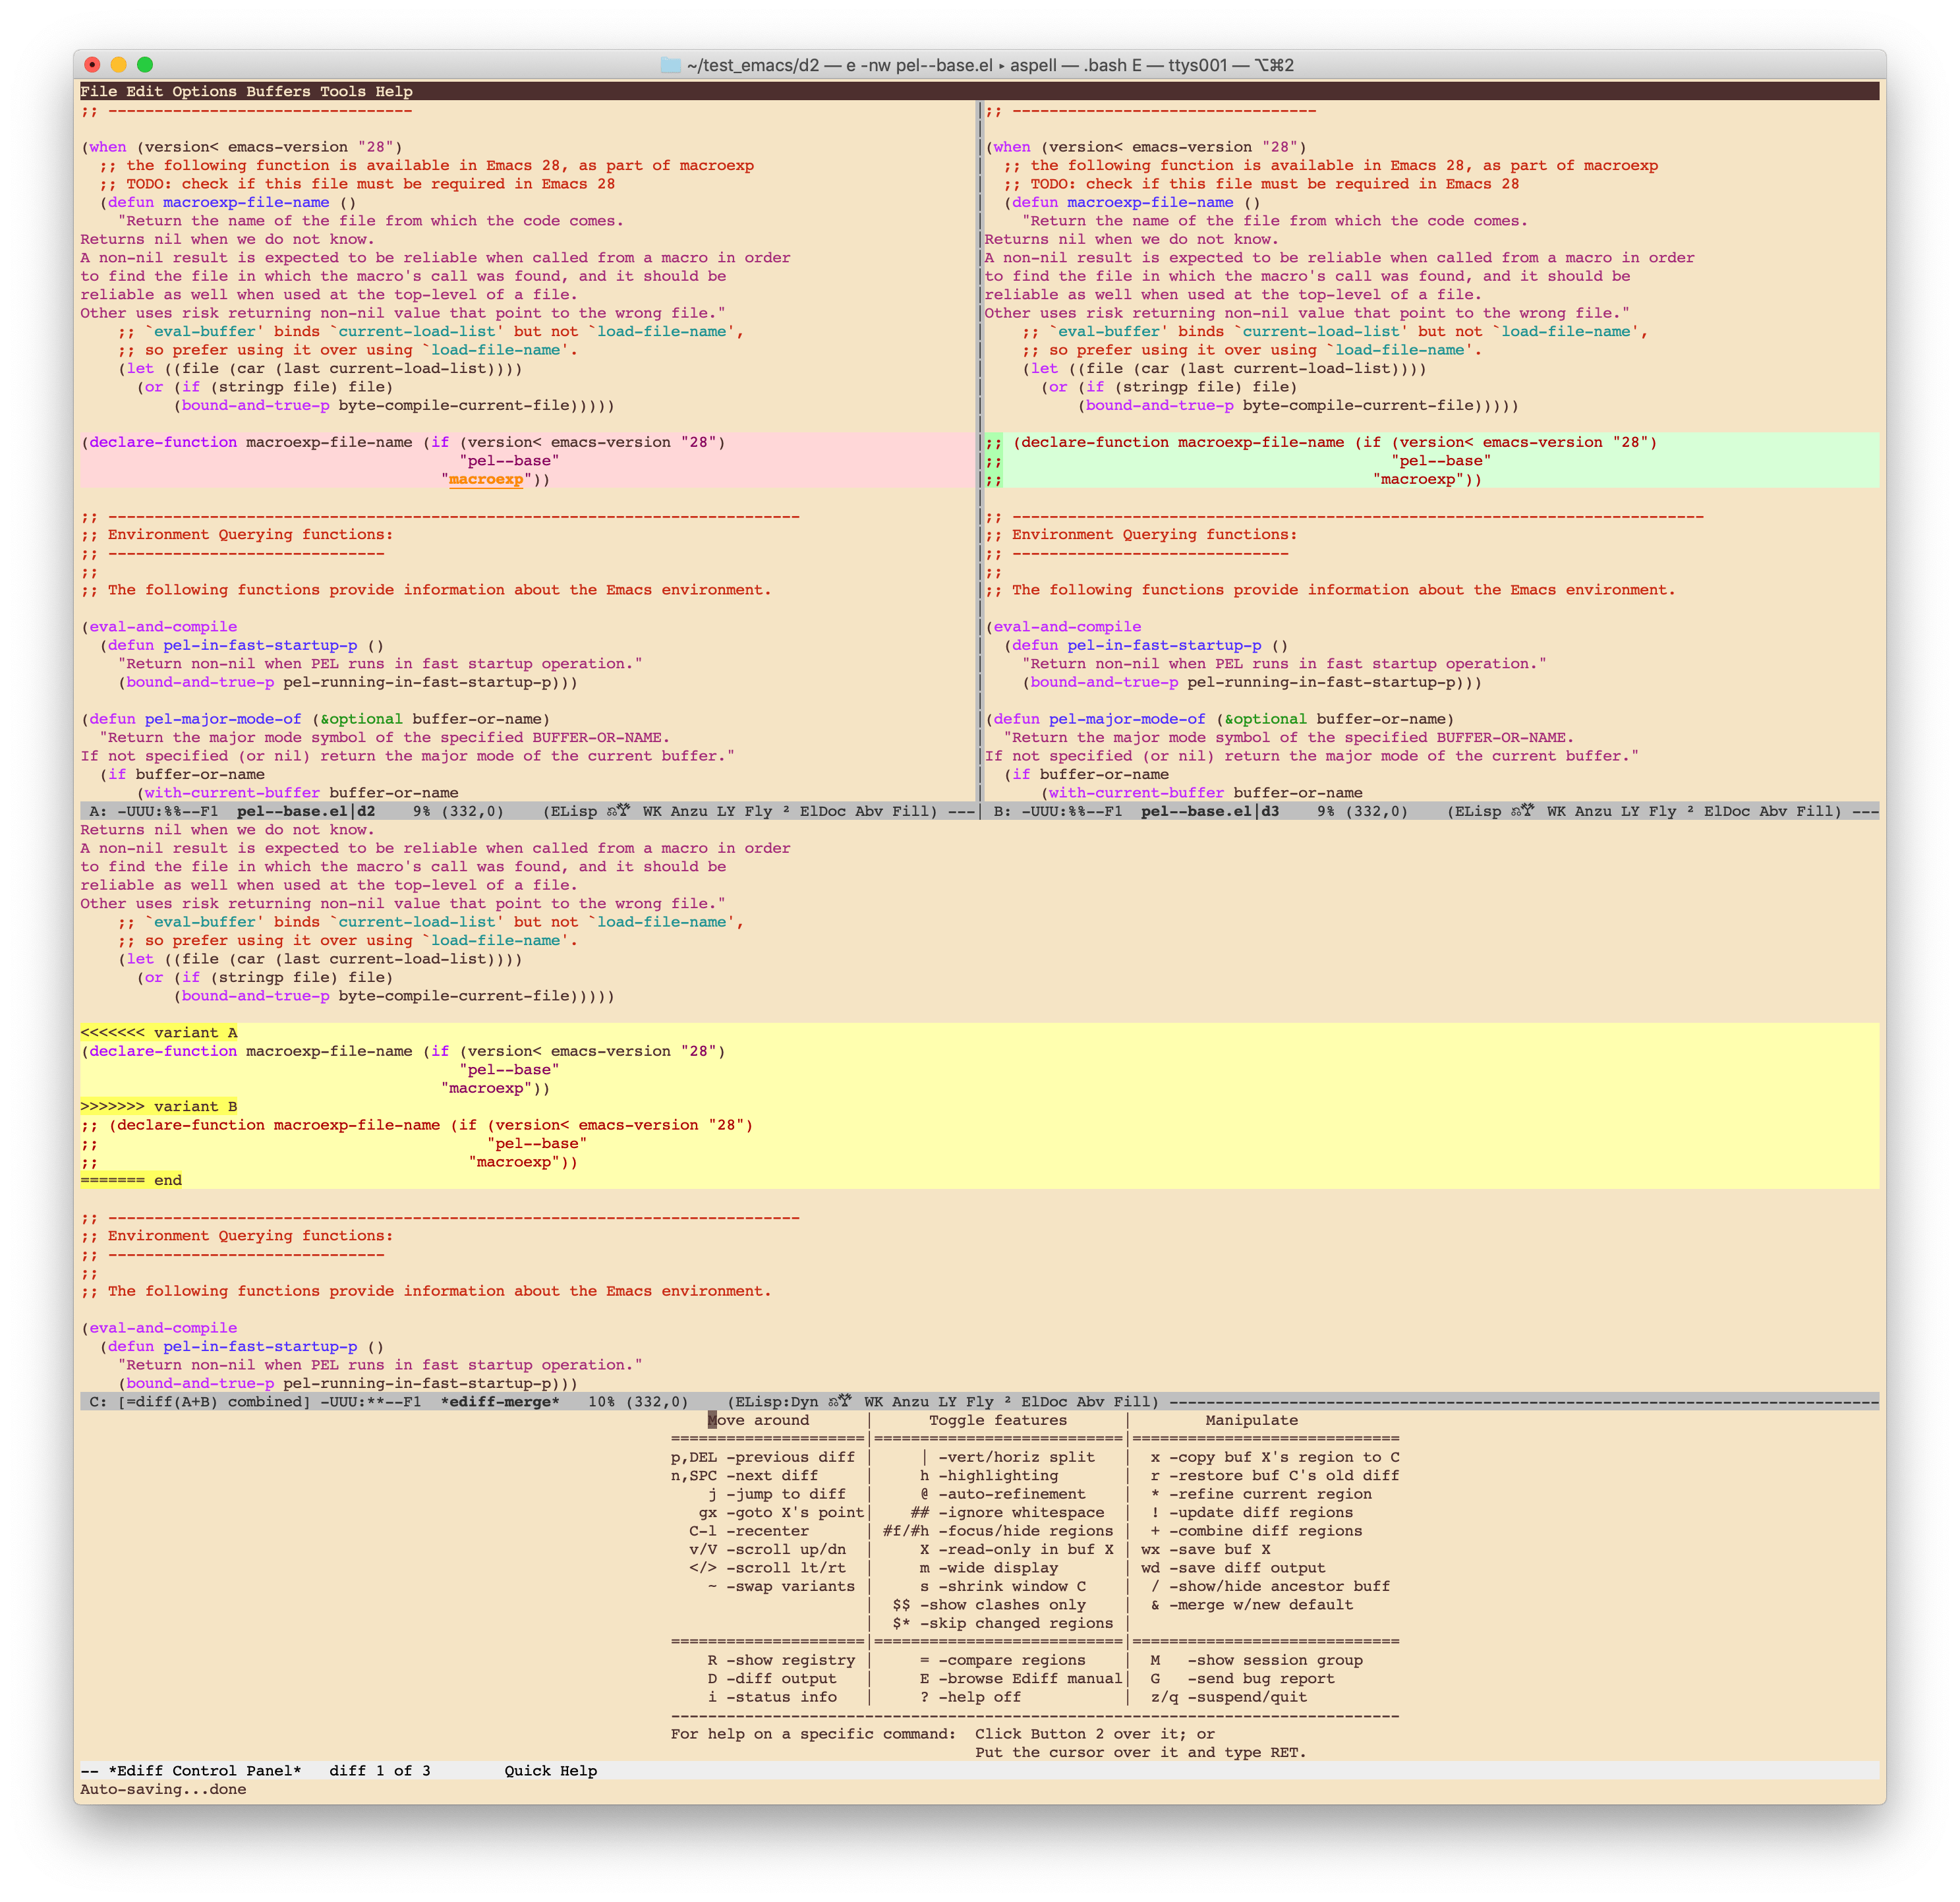 ~/test_emacs/d2 — e -nw pel--base.el ▸ aspell — .bash E — ttys001 — ⌥⌘2
File Edit Options Buffers Tools Help
;; ---------------------------------

(when (version< emacs-version "28")
  ;; the following function is available in Emacs 28, as part of macroexp
  ;; TODO: check if this file must be required in Emacs 28
  (defun macroexp-file-name ()
    "Return the name of the file from which the code comes.
Returns nil when we do not know.
A non-nil result is expected to be reliable when called from a macro in order
to find the file in which the macro's call was found, and it should be
reliable as well when used at the top-level of a file.
Other uses risk returning non-nil value that point to the wrong file."
    ;; `eval-buffer' binds `current-load-list' but not `load-file-name',
    ;; so prefer using it over using `load-file-name'.
    (let ((file (car (last current-load-list))))
      (or (if (stringp file) file)
          (bound-and-true-p byte-compile-current-file)))))

(declare-function macroexp-file-name (if (version< emacs-version "28")
                                         "pel--base"
                                       "macroexp"))

;; ---------------------------------------------------------------------------
;; Environment Querying functions:
;; ------------------------------
;;
;; The following functions provide information about the Emacs environment.

(eval-and-compile
  (defun pel-in-fast-startup-p ()
    "Return non-nil when PEL runs in fast startup operation."
    (bound-and-true-p pel-running-in-fast-startup-p)))

(defun pel-major-mode-of (&optional buffer-or-name)
  "Return the major mode symbol of the specified BUFFER-OR-NAME.
If not specified (or nil) return the major mode of the current buffer."
  (if buffer-or-name
      (with-current-buffer buffer-or-name
A: -UUU:%%--F1  pel--base.el|d2    9% (332,0)    (ELisp WK Anzu LY Fly ² ElDoc Abv Fill) ---
;; ---------------------------------

(when (version< emacs-version "28")
  ;; the following function is available in Emacs 28, as part of macroexp
  ;; TODO: check if this file must be required in Emacs 28
  (defun macroexp-file-name ()
    "Return the name of the file from which the code comes.
Returns nil when we do not know.
A non-nil result is expected to be reliable when called from a macro in order
to find the file in which the macro's call was found, and it should be
reliable as well when used at the top-level of a file.
Other uses risk returning non-nil value that point to the wrong file."
    ;; `eval-buffer' binds `current-load-list' but not `load-file-name',
    ;; so prefer using it over using `load-file-name'.
    (let ((file (car (last current-load-list))))
      (or (if (stringp file) file)
          (bound-and-true-p byte-compile-current-file)))))

;; (declare-function macroexp-file-name (if (version< emacs-version "28")
;;                                          "pel--base"
;;                                        "macroexp"))

;; ---------------------------------------------------------------------------
;; Environment Querying functions:
;; ------------------------------
;;
;; The following functions provide information about the Emacs environment.

(eval-and-compile
  (defun pel-in-fast-startup-p ()
    "Return non-nil when PEL runs in fast startup operation."
    (bound-and-true-p pel-running-in-fast-startup-p)))

(defun pel-major-mode-of (&optional buffer-or-name)
  "Return the major mode symbol of the specified BUFFER-OR-NAME.
If not specified (or nil) return the major mode of the current buffer."
  (if buffer-or-name
      (with-current-buffer buffer-or-name
B: -UUU:%%--F1  pel--base.el|d3    9% (332,0)    (ELisp WK Anzu LY Fly ² ElDoc Abv Fill) ---
Returns nil when we do not know.
A non-nil result is expected to be reliable when called from a macro in order
to find the file in which the macro's call was found, and it should be
reliable as well when used at the top-level of a file.
Other uses risk returning non-nil value that point to the wrong file."
    ;; `eval-buffer' binds `current-load-list' but not `load-file-name',
    ;; so prefer using it over using `load-file-name'.
    (let ((file (car (last current-load-list))))
      (or (if (stringp file) file)
          (bound-and-true-p byte-compile-current-file)))))

<<<<<<< variant A
(declare-function macroexp-file-name (if (version< emacs-version "28")
                                         "pel--base"
                                       "macroexp"))
>>>>>>> variant B
;; (declare-function macroexp-file-name (if (version< emacs-version "28")
;;                                          "pel--base"
;;                                        "macroexp"))
======= end

;; ---------------------------------------------------------------------------
;; Environment Querying functions:
;; ------------------------------
;;
;; The following functions provide information about the Emacs environment.

(eval-and-compile
  (defun pel-in-fast-startup-p ()
    "Return non-nil when PEL runs in fast startup operation."
    (bound-and-true-p pel-running-in-fast-startup-p)))
C: [=diff(A+B) combined] -UUU:**--F1  *ediff-merge*   10% (332,0)    (ELisp:Dyn WK Anzu LY Fly ² ElDoc Abv Fill) ---
    Move around      |      Toggle features      |        Manipulate
=====================|===========================|=============================
p,DEL -previous diff |     | -vert/horiz split   |  x -copy buf X's region to C
n,SPC -next diff     |     h -highlighting       |  r -restore buf C's old diff
    j -jump to diff  |     @ -auto-refinement    |  * -refine current region
   gx -goto X's point|    ## -ignore whitespace  |  ! -update diff regions
  C-l -recenter      | #f/#h -focus/hide regions |  + -combine diff regions
  v/V -scroll up/dn  |     X -read-only in buf X | wx -save buf X
  </> -scroll lt/rt  |     m -wide display       | wd -save diff output
    ~ -swap variants |     s -shrink window C    |  / -show/hide ancestor buff
                     |  $$ -show clashes only    |  & -merge w/new default
                     |  $* -skip changed regions |
=====================|===========================|=============================
    R -show registry |     = -compare regions    |  M   -show session group
    D -diff output   |     E -browse Ediff manual|  G   -send bug report
    i -status info   |     ? -help off           |  z/q -suspend/quit
-------------------------------------------------------------------------------
For help on a specific command:  Click Button 2 over it; or
                                 Put the cursor over it and type RET.
-- *Ediff Control Panel*   diff 1 of 3        Quick Help
Auto-saving...done